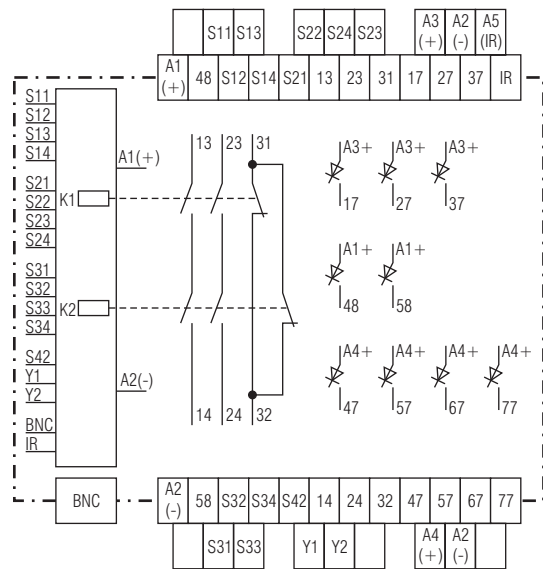 S11 S13 S22 S24 S23 A3 (+) A2 (-) A5 (IR)
A1 (+) 48 S12 S14 S21 13 23 31 17 27 37 IR
S11
S12
S13
S14
A1(+)
S21
K1
S22
S23
S24
S31
S32
K2
S33
S34
S42
Y1
A2(-)
Y2
BNC
IR
13 23 31
A3+ A3+ A3+
17 27 37
A1+ A1+
48 58
A4+ A4+ A4+ A4+
47 57 67 77
14 24 32
BNC
A2 (-) 58 S32 S34 S42 14 24 32 47 57 67 77
S31 S33 Y1 Y2 A4 (+) A2 (-)